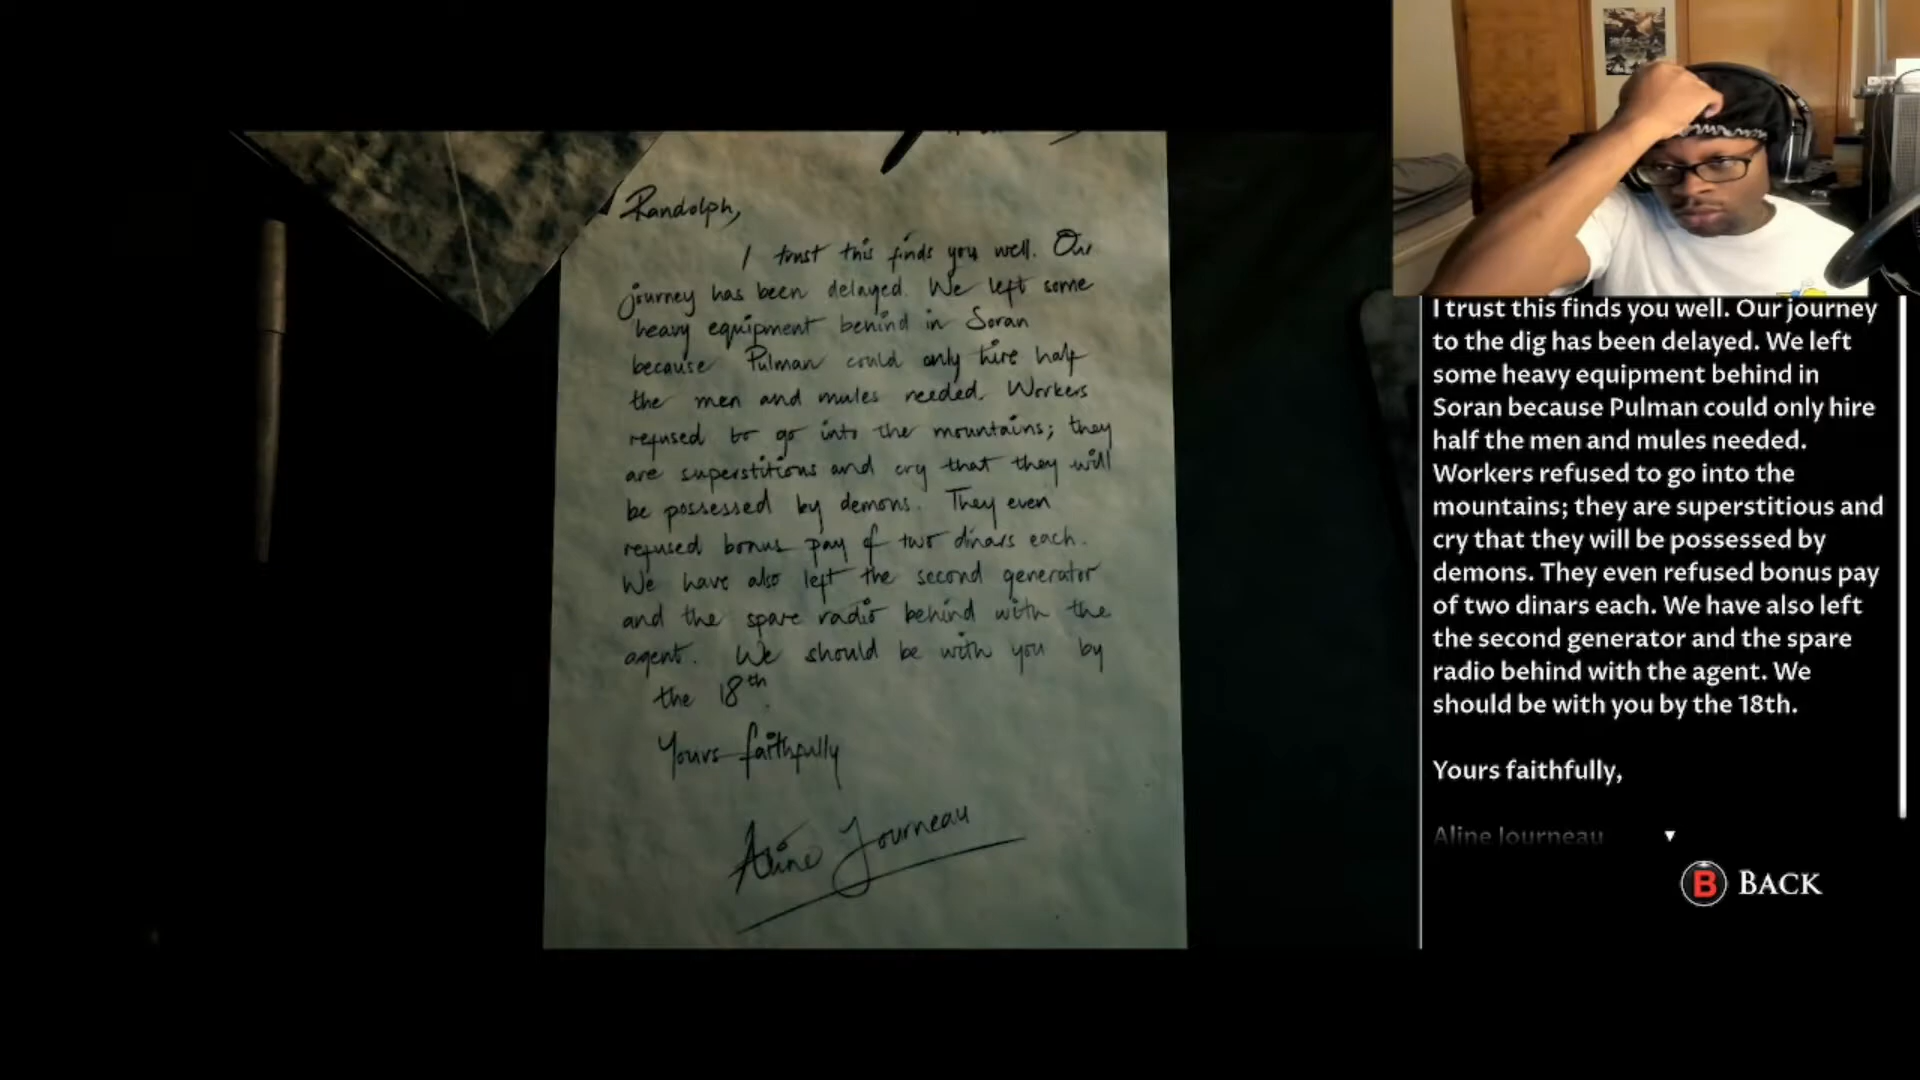 Randolph,
I trust this finds you well. Our
journey has been delayed. We left some
heavy equipment behind in Soran
because Pulman could only hire half
the men and mules needed. Workers
refused to go into the mountains; they
are superstitious and cry that they will
be possessed by demons. They even
refused bonus pay of two dinars each.
We have also left the second generator
and the spare radio behind with the
agent. We should be with you by
the 18th.
Yours faithfully
Aline Journeau
I trust this finds you well. Our journey
to the dig has been delayed. We left
some heavy equipment behind in
Soran because Pulman could only hire
half the men and mules needed.
Workers refused to go into the
mountains; they are superstitious and
cry that they will be possessed by
demons. They even refused bonus pay
of two dinars each. We have also left
the second generator and the spare
radio behind with the agent. We
should be with you by the 18th.
Yours faithfully,
Aline Journeau
B BACK